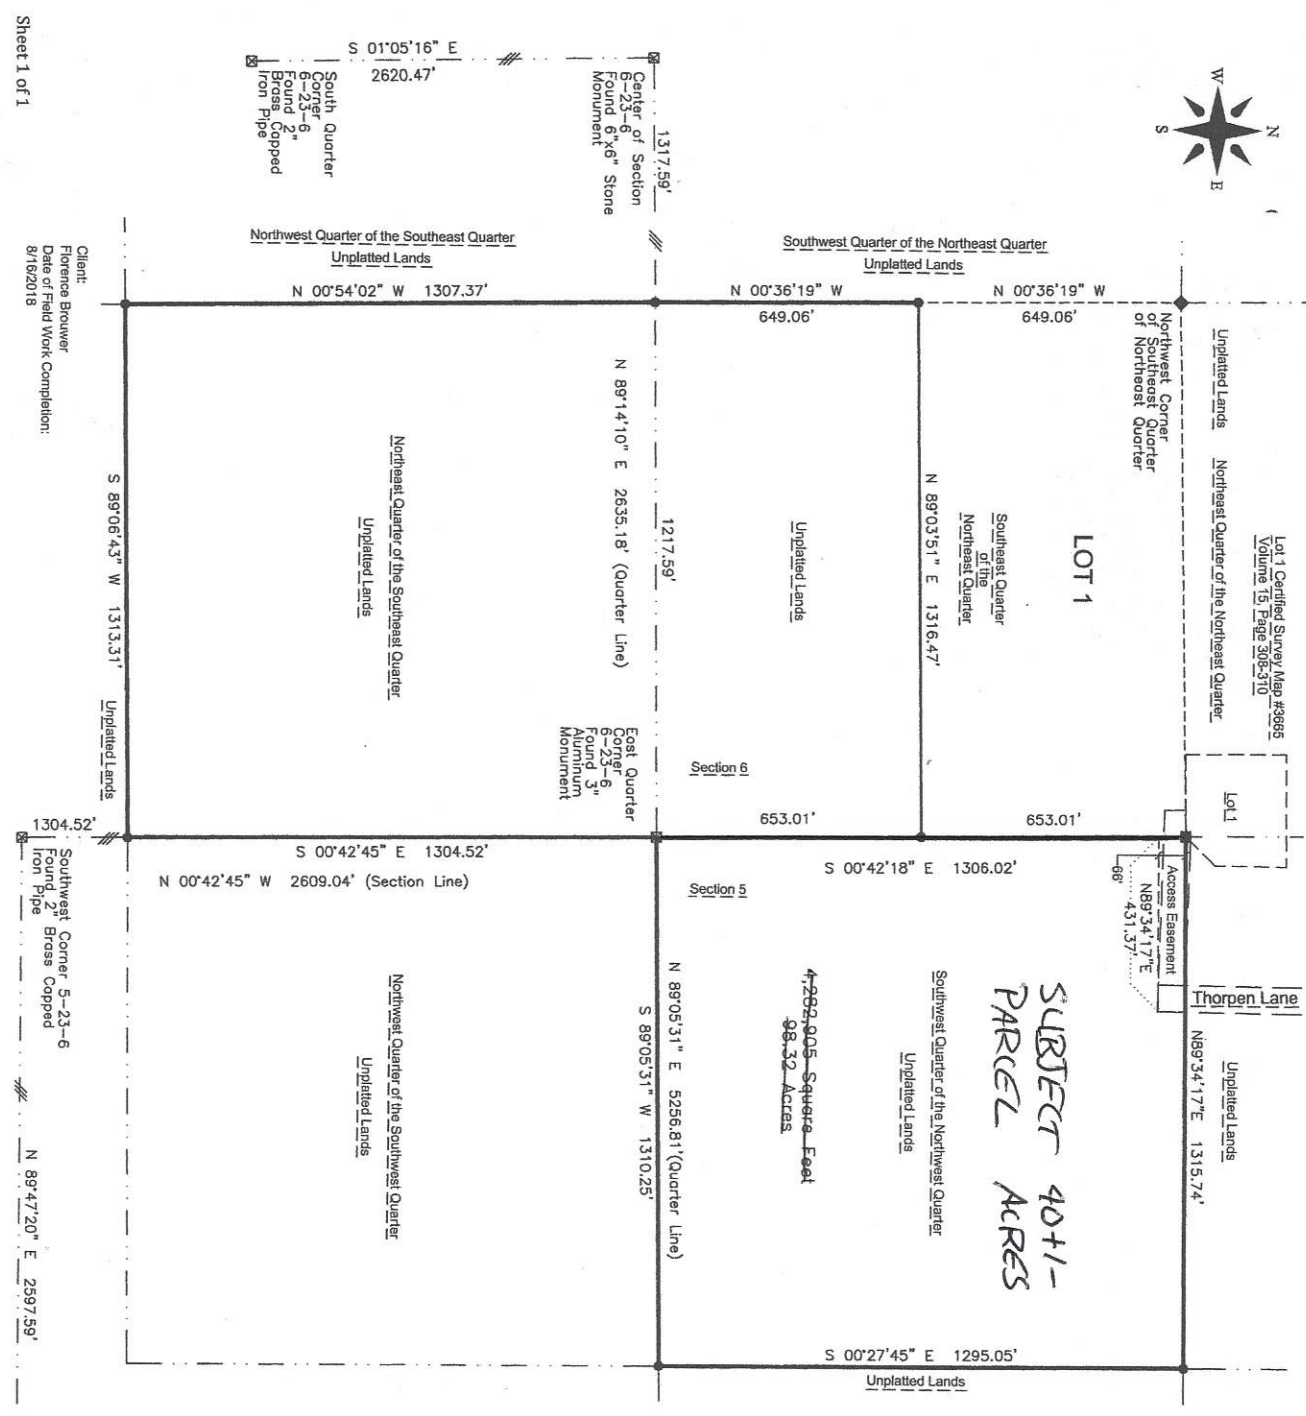 Sheet 1 of 1
S 01°05'16" E
2620.47'
South Quarter
Corner
6-23-6
Found 2"
Brass Capped
Iron Pipe
Center of Section
6-23-6
Found 6"x6" Stone
Monument
1317.59'
W
N
S
E
Northwest Quarter of the Southeast Quarter
Unplatted Lands
Southwest Quarter of the Northeast Quarter
Unplatted Lands
Client:
Florence Brouwer
Date of Field Work Completion:
8/16/2018
N 00°54'02" W 1307.37'
N 00°36'19" W
649.06'
N 00°36'19" W
649.06'
Northwest Corner
of Southeast Quarter
of Northeast Quarter
Unplatted Lands
Northeast Quarter of the Northeast Quarter
Lot 1 Certified Survey Map #3665
Volume 15, Page 308-310
Lot 1
LOT 1
Southeast Quarter
of the
Northeast Quarter
N 89°03'51" E 1316.47'
Unplatted Lands
1217.59'
N 89°14'10" E 2635.18' (Quarter Line)
Northeast Quarter of the Southeast Quarter
Unplatted Lands
S 89°06'43" W 1313.31'
Unplatted Lands
East Quarter
Corner
6-23-6
Found 3"
Aluminum
Monument
Section 6
653.01'
653.01'
1304.52'
S 00°42'45" E 1304.52'
N 00°42'45" W 2609.04' (Section Line)
S 00°42'18" E 1306.02'
Section 5
66'
Access Easement
N89°34'17"E
431.37'
Thorpen Lane
N89°34'17"E 1315.74'
Unplatted Lands
SUBJECT 40+/-
PARCEL ACRES
Southwest Quarter of the Northwest Quarter
Unplatted Lands
4,282,905 Square Feet
98.32 Acres
N 89°05'31" E 5256.81'(Quarter Line)
S 89°05'31" W 1310.25'
Northwest Quarter of the Southwest Quarter
Unplatted Lands
Southwest Corner 5-23-6
Found 2" Brass Capped
Iron Pipe
N 89°47'20" E 2597.59'
S 00°27'45" E 1295.05'
Unplatted Lands